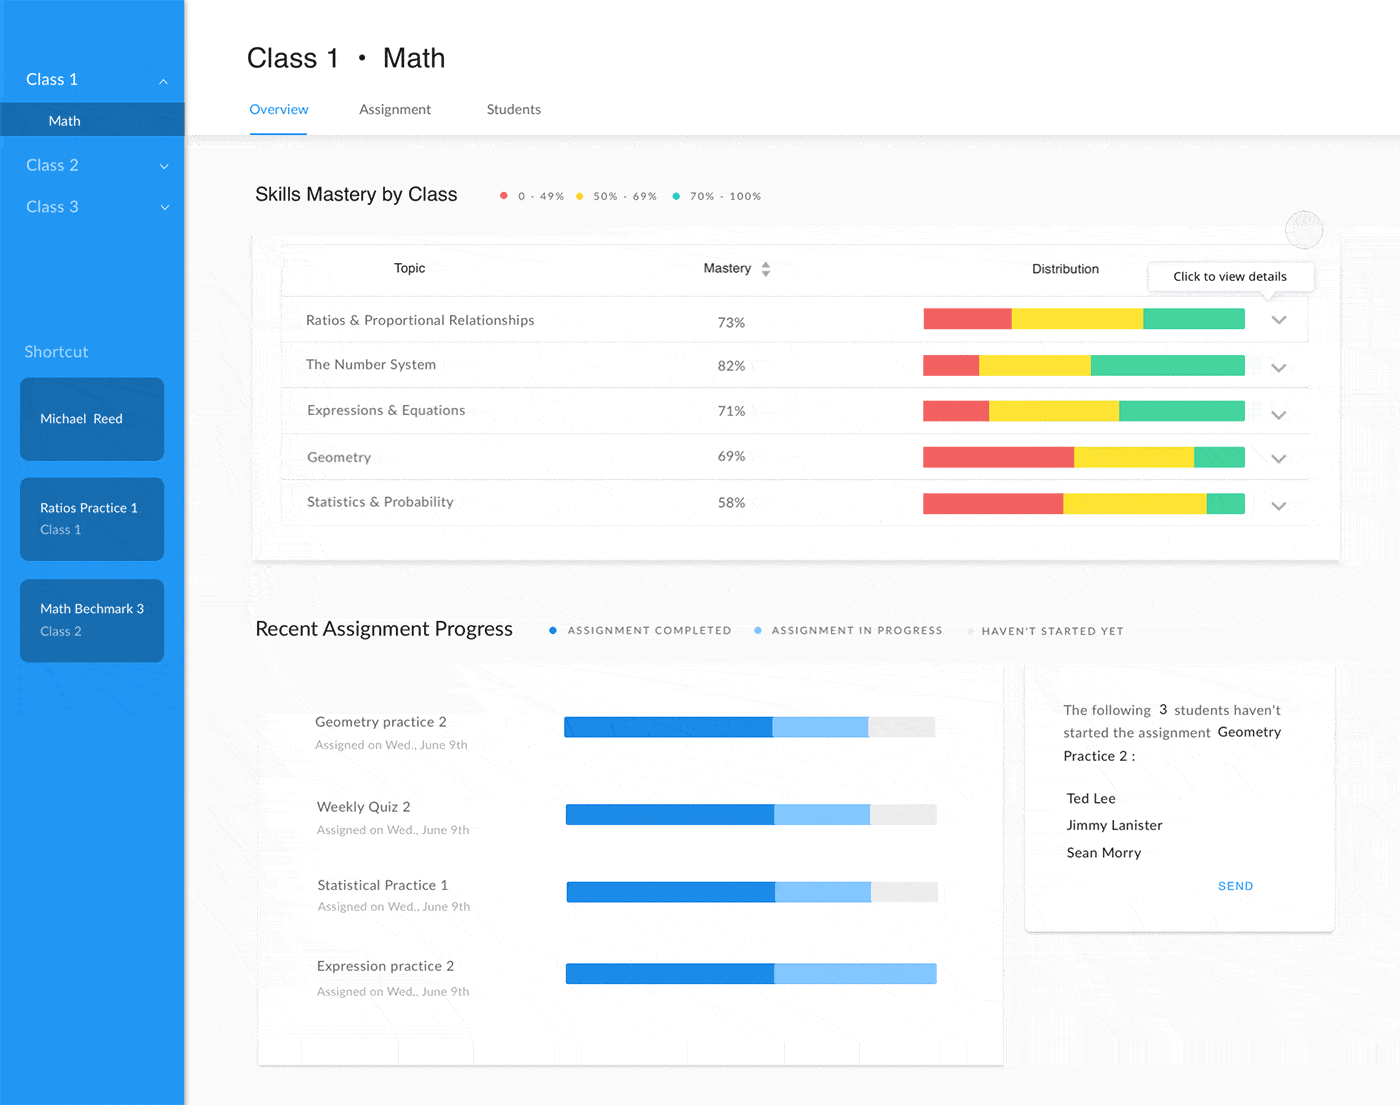 Class 1
Math
Class 2
Class 3
Shortcut
Michael Reed
Ratios Practice 1
Class 1
Math Bechmark 3
Class 2
Class 1 • Math
Overview Assignment Students
Skills Mastery by Class 0 - 49% 50% - 69% 70% - 100%
Topic Mastery Distribution
Click to view details
Ratios & Proportional Relationships 73%
The Number System 82%
Expressions & Equations 71%
Geometry 69%
Statistics & Probability 58%
Recent Assignment Progress ASSIGNMENT COMPLETED ASSIGNMENT IN PROGRESS HAVEN'T STARTED YET
Geometry practice 2
Assigned on Wed., June 9th
Weekly Quiz 2
Assigned on Wed., June 9th
Statistical Practice 1
Assigned on Wed., June 9th
Expression practice 2
Assigned on Wed., June 9th
The following 3 students haven't
started the assignment Geometry
Practice 2 :
Ted Lee
Jimmy Lanister
Sean Morry
SEND